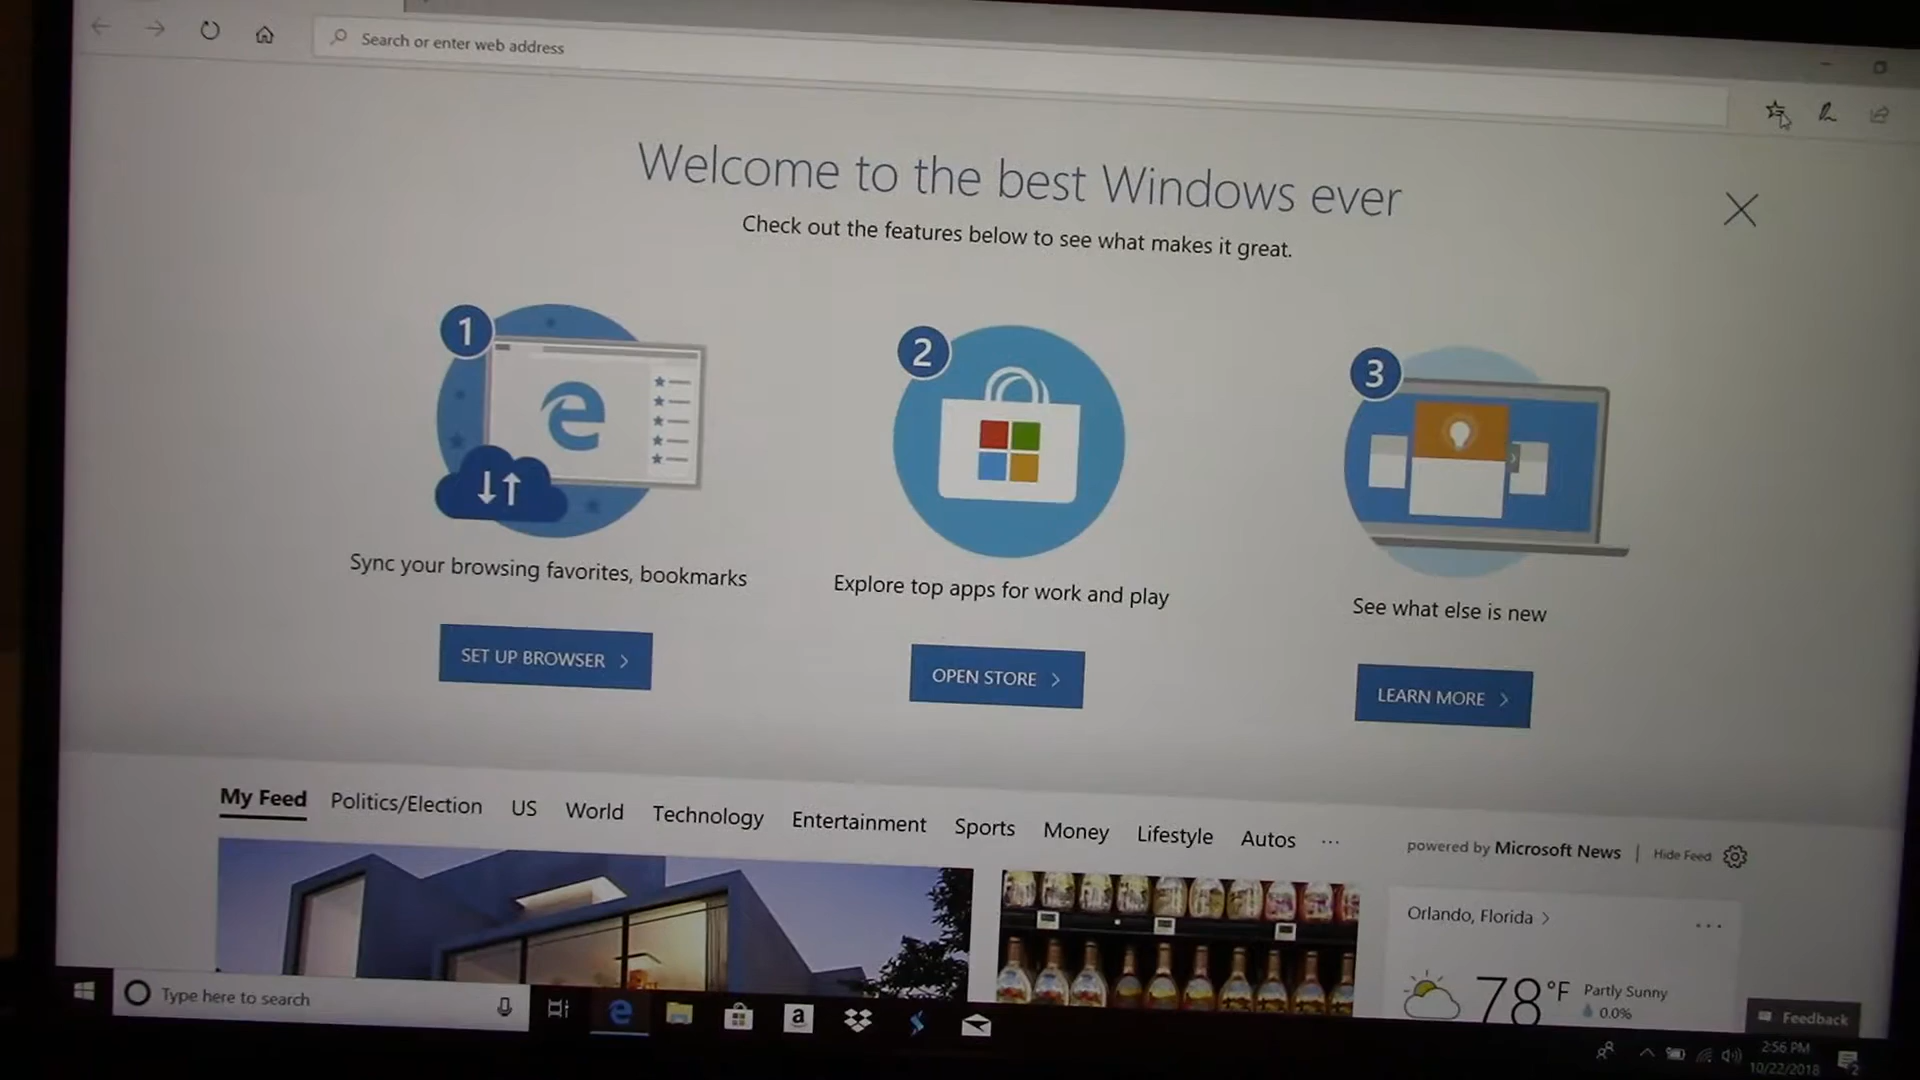 Search or enter web address
Welcome to the best Windows ever
Check out the features below to see what makes it great.
1
2
3
Sync your browsing favorites, bookmarks
Explore top apps for work and play
See what else is new
SET UP BROWSER >
OPEN STORE >
LEARN MORE >
My Feed Politics/Election US World Technology Entertainment Sports Money Lifestyle Autos ...
powered by Microsoft News | Hide Feed
Orlando, Florida >
78°F
Partly Sunny
0.0%
Feedback
Type here to search
a
2:56 PM
10/22/2018
2